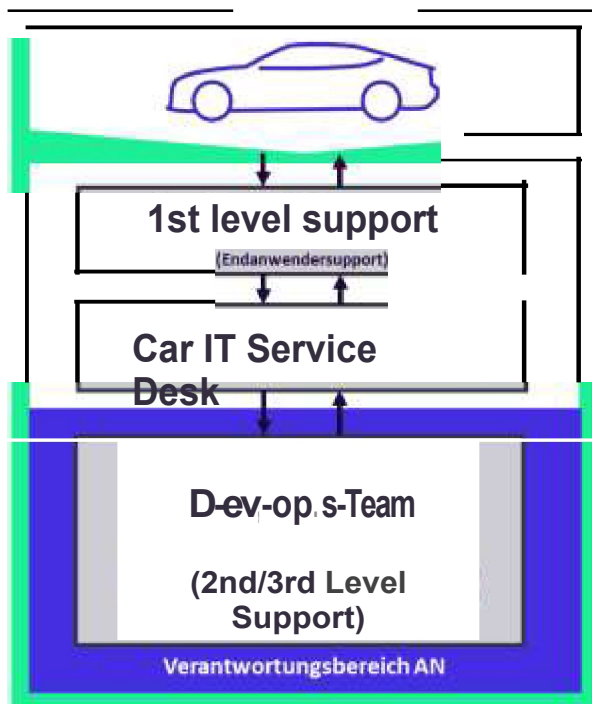 1st level support
(Endanwendersupport)
Car IT Service
Desk
D-ev-op.s-Team
(2nd/3rd Level
Support)
Verantwortungsbereich AN